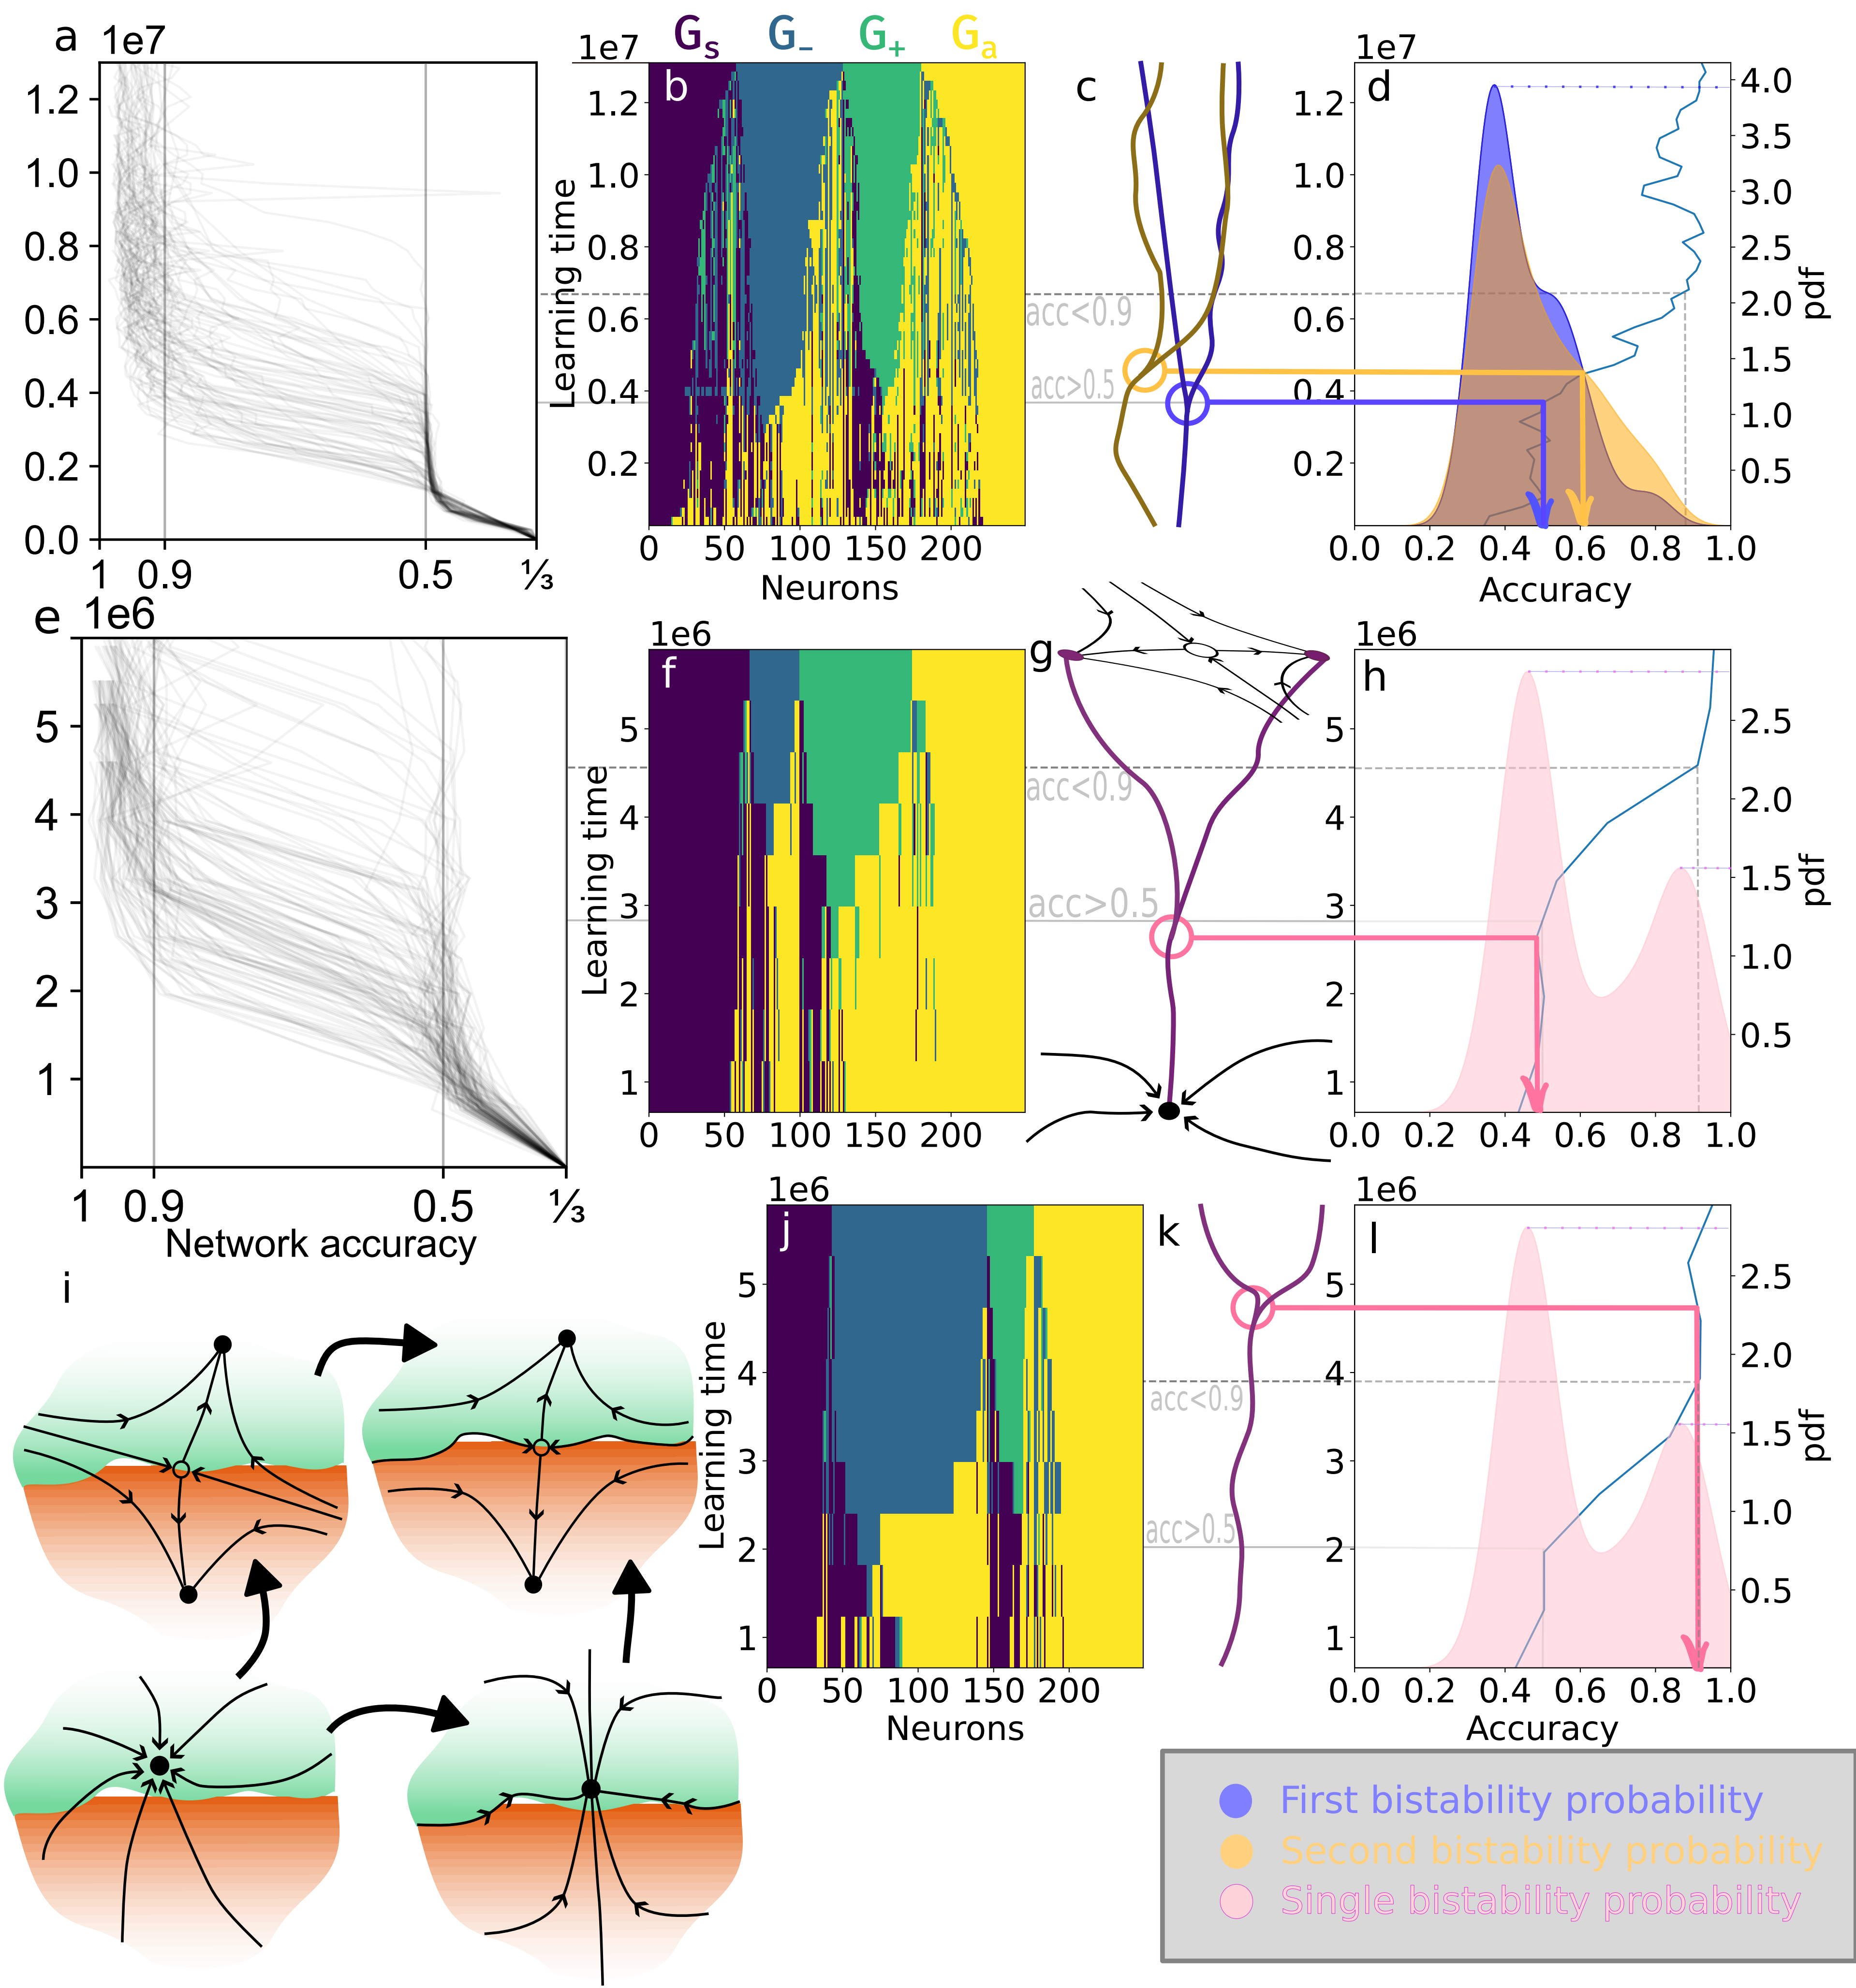 a 1e7
1.2
1.0
0.8
0.6
0.4
0.2
0.0
1 0.9 0.5 ⅓
Gs G− G+ Ga
1e7
b
Learning time
1.2
1.0
0.8
0.6
0.4
0.2
0 50 100 150 200
Neurons
c
acc<0.9
acc>0.5
1e7
d
1.2
1.0
0.8
0.6
0.4
0.2
4.0
3.5
3.0
2.5
2.0
1.5
1.0
0.5
pdf
0.0 0.2 0.4 0.6 0.8 1.0
Accuracy
e 1e6
5
4
3
2
1
1 0.9 0.5 ⅓
Network accuracy
1e6
f
Learning time
5
4
3
2
1
0 50 100 150 200
g
acc<0.9
acc>0.5
1e6
h
5
4
3
2
1
2.5
2.0
1.5
1.0
0.5
pdf
0.0 0.2 0.4 0.6 0.8 1.0
i
1e6
j
Learning time
5
4
3
2
1
0 50 100 150 200
Neurons
k
acc<0.9
acc>0.5
1e6
l
5
4
3
2
1
2.5
2.0
1.5
1.0
0.5
pdf
0.0 0.2 0.4 0.6 0.8 1.0
Accuracy
First bistability probability
Second bistability probability
Single bistability probability